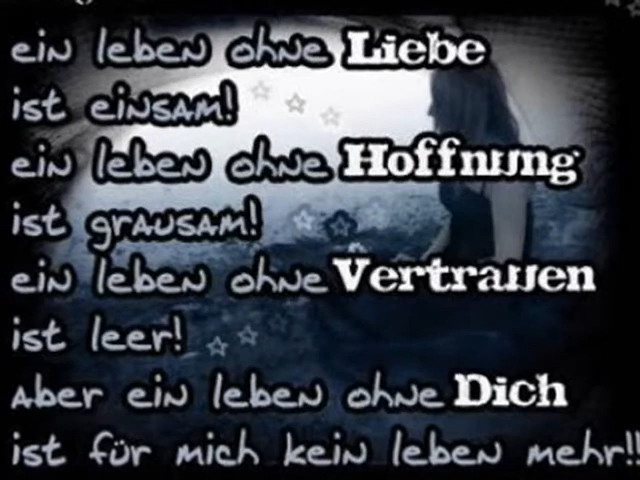 ein leben ohne Liebe
ist einsam!
ein leben ohne Hoffnung
ist grausam!
ein leben ohne Vertrauen
ist leer!
Aber ein leben ohne Dich
ist für mich kein leben mehr!!